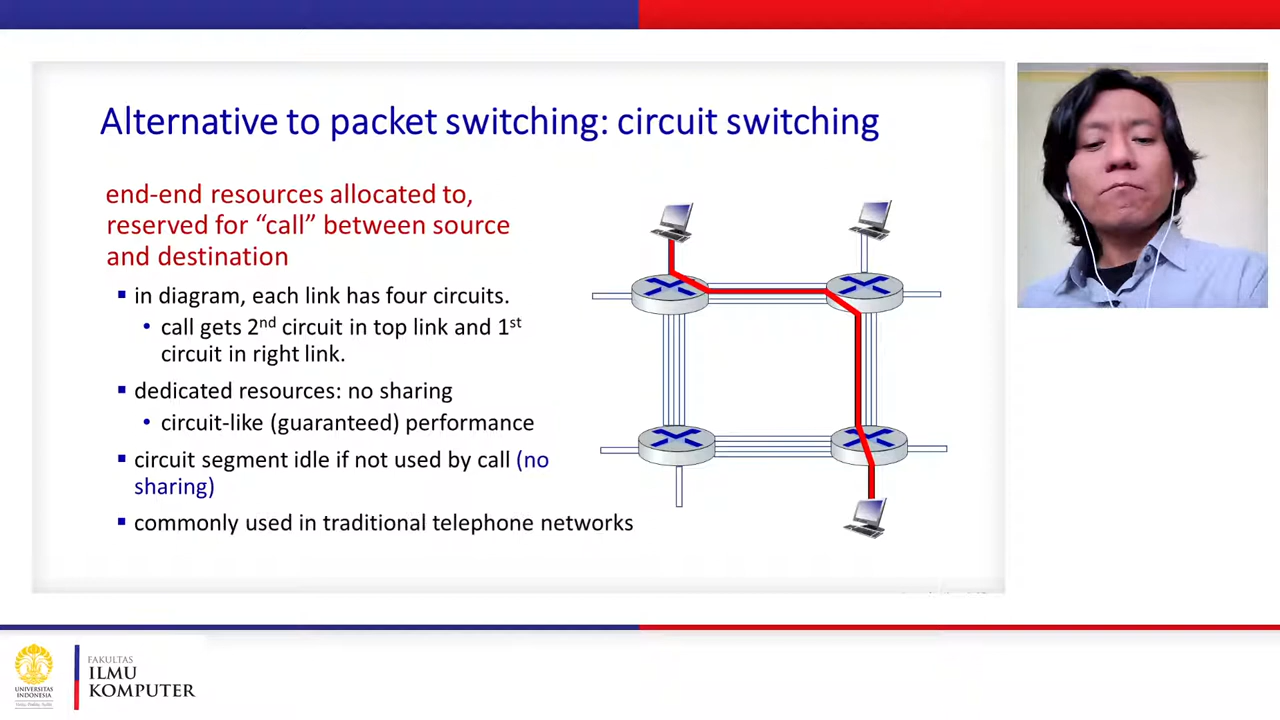 Alternative to packet switching: circuit switching
end-end resources allocated to,
reserved for “call” between source
and destination
▪ in diagram, each link has four circuits.
• call gets 2nd circuit in top link and 1st
circuit in right link.
▪ dedicated resources: no sharing
• circuit-like (guaranteed) performance
▪ circuit segment idle if not used by call (no
sharing)
▪ commonly used in traditional telephone networks
UNIVERSITAS
INDONESIA
FAKULTAS
ILMU
KOMPUTER